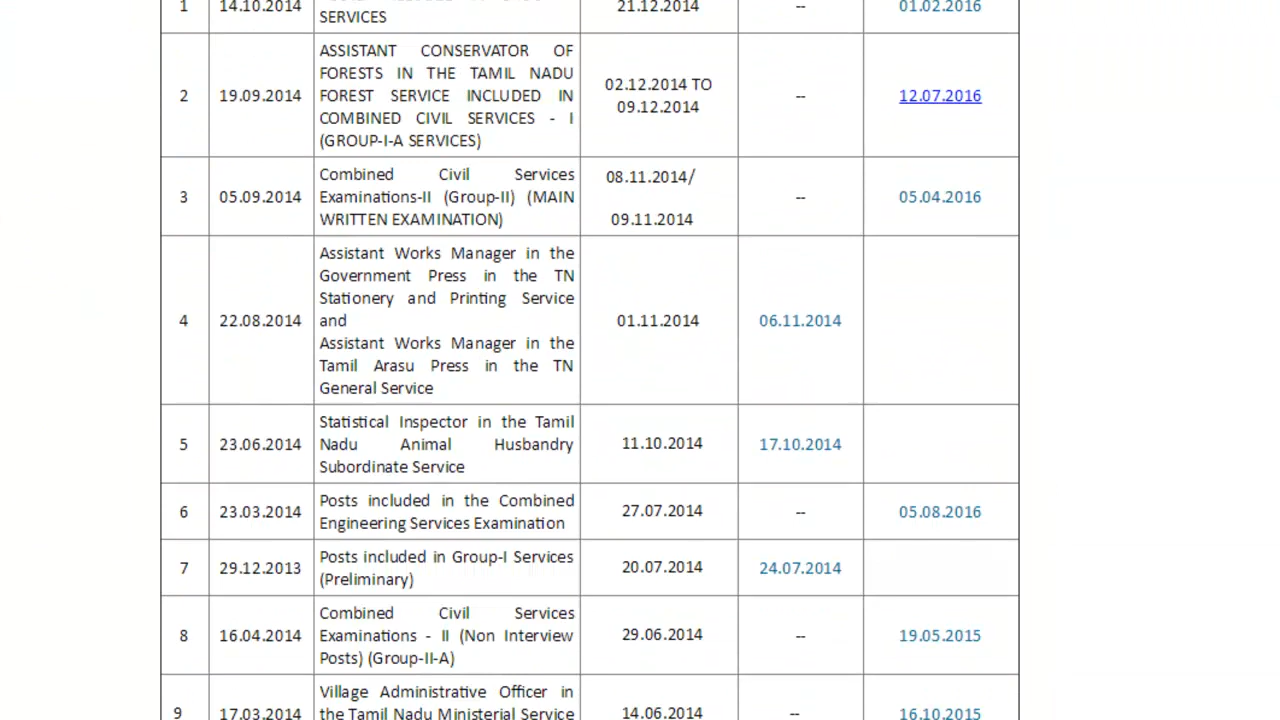 1 14.10.2014 SERVICES 21.12.2014 -- 01.02.2016
ASSISTANT CONSERVATOR OF
FORESTS IN THE TAMIL NADU
2 19.09.2014 FOREST SERVICE INCLUDED IN 02.12.2014 TO 09.12.2014 -- 12.07.2016
COMBINED CIVIL SERVICES - I
(GROUP-I-A SERVICES)
Combined Civil Services
3 05.09.2014 Examinations-II (Group-II) (MAIN 08.11.2014/ 09.11.2014 -- 05.04.2016
WRITTEN EXAMINATION)
Assistant Works Manager in the
Government Press in the TN
Stationery and Printing Service
4 22.08.2014 and 01.11.2014 06.11.2014
Assistant Works Manager in the
Tamil Arasu Press in the TN
General Service
Statistical Inspector in the Tamil
5 23.06.2014 Nadu Animal Husbandry 11.10.2014 17.10.2014
Subordinate Service
6 23.03.2014 Posts included in the Combined 27.07.2014 -- 05.08.2016
Engineering Services Examination
7 29.12.2013 Posts included in Group-I Services 20.07.2014 24.07.2014
(Preliminary)
Combined Civil Services
8 16.04.2014 Examinations - II (Non Interview 29.06.2014 -- 19.05.2015
Posts) (Group-II-A)
Village Administrative Officer in
9 17.03.2014 the Tamil Nadu Ministerial Service 14.06.2014 -- 16.10.2015